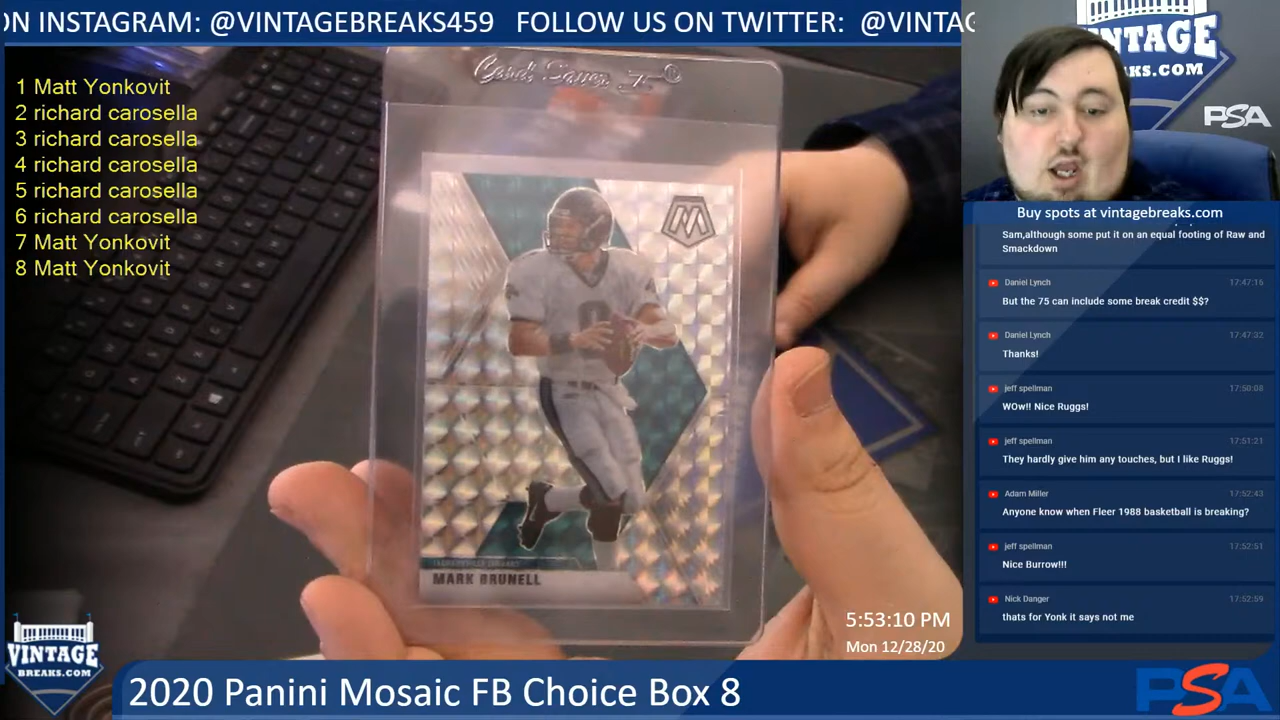 ON INSTAGRAM: @VINTAGEBREAKS459 FOLLOW US ON TWITTER: @VINTAG
1 Matt Yonkovit
2 richard carosella
3 richard carosella
4 richard carosella
5 richard carosella
6 richard carosella
7 Matt Yonkovit
8 Matt Yonkovit
Card Saver
M
MARK BRUNELL
5:53:10 PM
Mon 12/28/20
VINTAGE
KS.COM
PSA
Buy spots at vintagebreaks.com
Sam,although some put it on an equal footing of Raw and
Smackdown
Daniel Lynch 17:47:16
But the 75 can include some break credit $$?
Daniel Lynch 17:47:32
Thanks!
jeff spellman 17:50:08
WOw!! Nice Ruggs!
jeff spellman 17:51:21
They hardly give him any touches, but I like Ruggs!
Adam Miller 17:52:43
Anyone know when Fleer 1988 basketball is breaking?
jeff spellman 17:52:51
Nice Burrow!!!
Nick Danger 17:52:59
thats for Yonk it says not me
VINTAGE
BREAKS.COM
2020 Panini Mosaic FB Choice Box 8
PSA